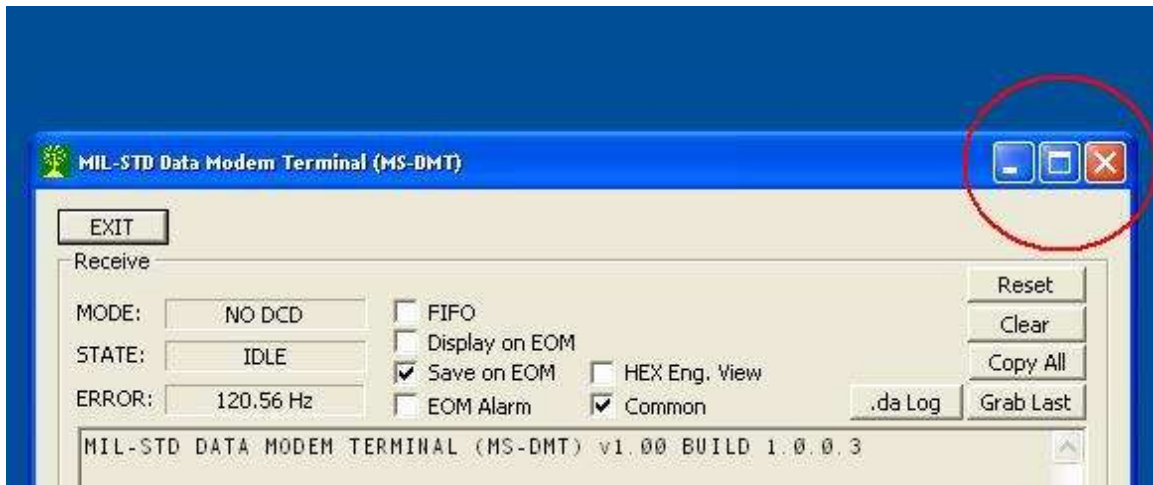 MIL-STD Data Modem Terminal (MS-DMT)
EXIT
Receive
Reset
MODE: NO DCD
FIFO
Clear
Display on EOM
STATE: IDLE
Copy All
Save on EOM
HEX Eng. View
ERROR: 120.56 Hz
EOM Alarm
Common
.da Log
Grab Last
MIL-STD DATA MODEM TERMINAL (MS-DMT) v1.00 BUILD 1.0.0.3